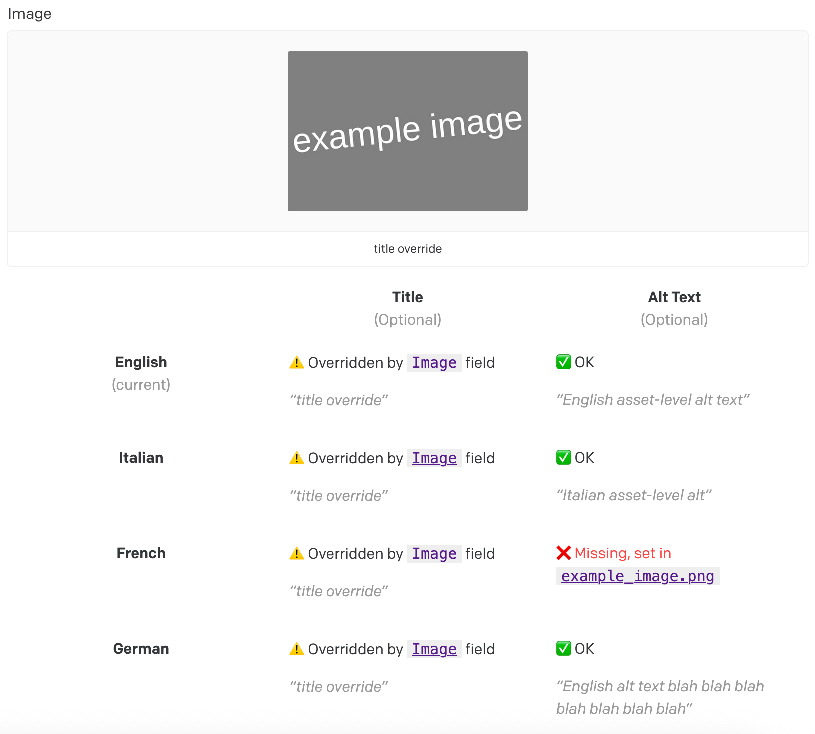 Image
example image
title override
Title Alt Text
(Optional) (Optional)
English ⚠️ Overridden by Image field ✅ OK
(current)
“title override” “English asset-level alt text”
Italian ⚠️ Overridden by Image field ✅ OK
“title override” “Italian asset-level alt”
French ⚠️ Overridden by Image field ❌ Missing, set in
example_image.png
“title override”
German ⚠️ Overridden by Image field ✅ OK
“title override” “English alt text blah blah blah
blah blah blah blah”